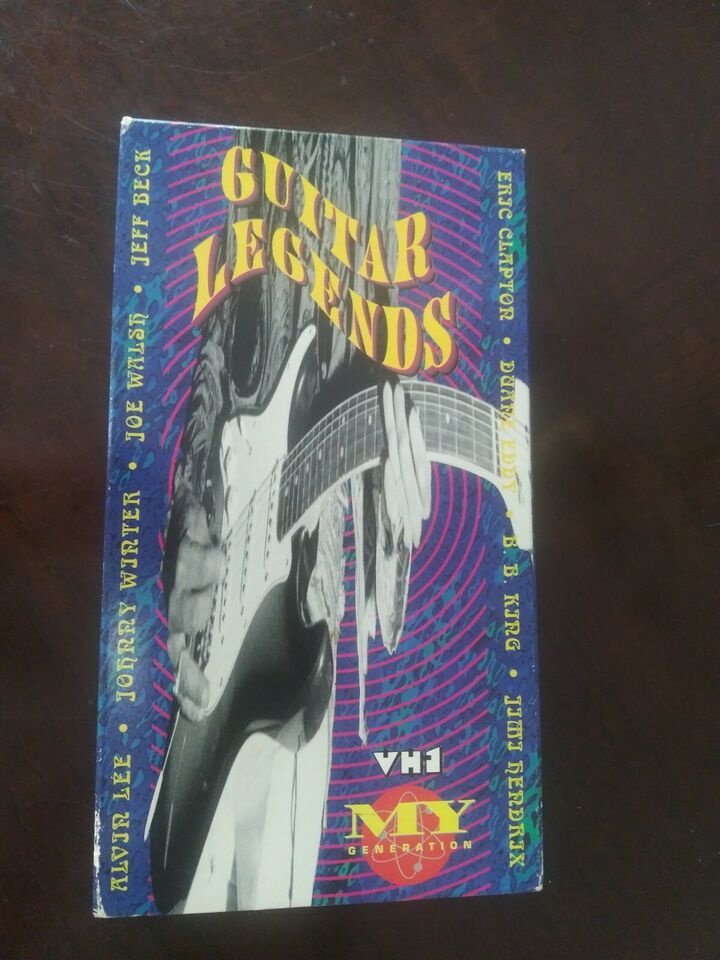 GUITAR
LEGENDS
ALVIN LEE • JOHNNY WINTER • JOE WALSH • JEFF BECK
ERIC CLAPTON • DUANE EDDY • B. B. KING • JIMI HENDRIX
VH1
MY
GENERATION